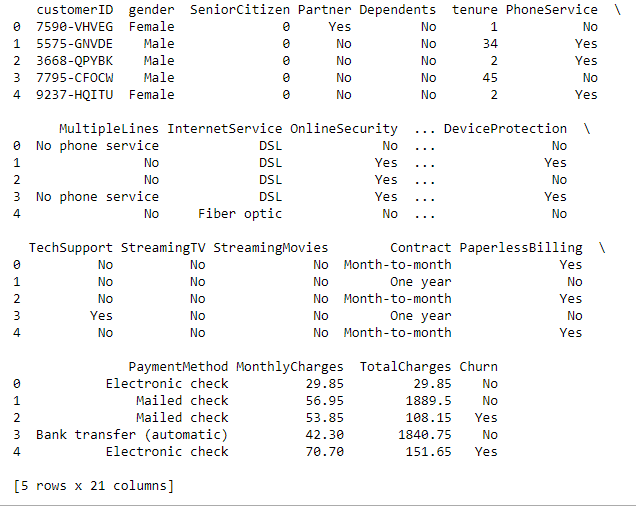 customerID  gender  SeniorCitizen Partner Dependents  tenure PhoneService  \
0  7590-VHVEG  Female              0     Yes         No       1           No
1  5575-GNVDE    Male              0      No         No      34          Yes
2  3668-QPYBK    Male              0      No         No       2          Yes
3  7795-CFOCW    Male              0      No         No      45           No
4  9237-HQITU  Female              0      No         No       2          Yes
      MultipleLines InternetService OnlineSecurity  ... DeviceProtection  \
0  No phone service             DSL             No  ...               No
1                No             DSL            Yes  ...              Yes
2                No             DSL            Yes  ...               No
3  No phone service             DSL            Yes  ...              Yes
4                No     Fiber optic             No  ...               No
  TechSupport StreamingTV StreamingMovies        Contract PaperlessBilling  \
0          No          No              No  Month-to-month              Yes
1          No          No              No        One year               No
2          No          No              No  Month-to-month              Yes
3         Yes          No              No        One year               No
4          No          No              No  Month-to-month              Yes
               PaymentMethod MonthlyCharges  TotalCharges Churn
0           Electronic check          29.85         29.85    No
1               Mailed check          56.95        1889.5    No
2               Mailed check          53.85        108.15   Yes
3  Bank transfer (automatic)          42.30       1840.75    No
4           Electronic check          70.70        151.65   Yes
[5 rows x 21 columns]